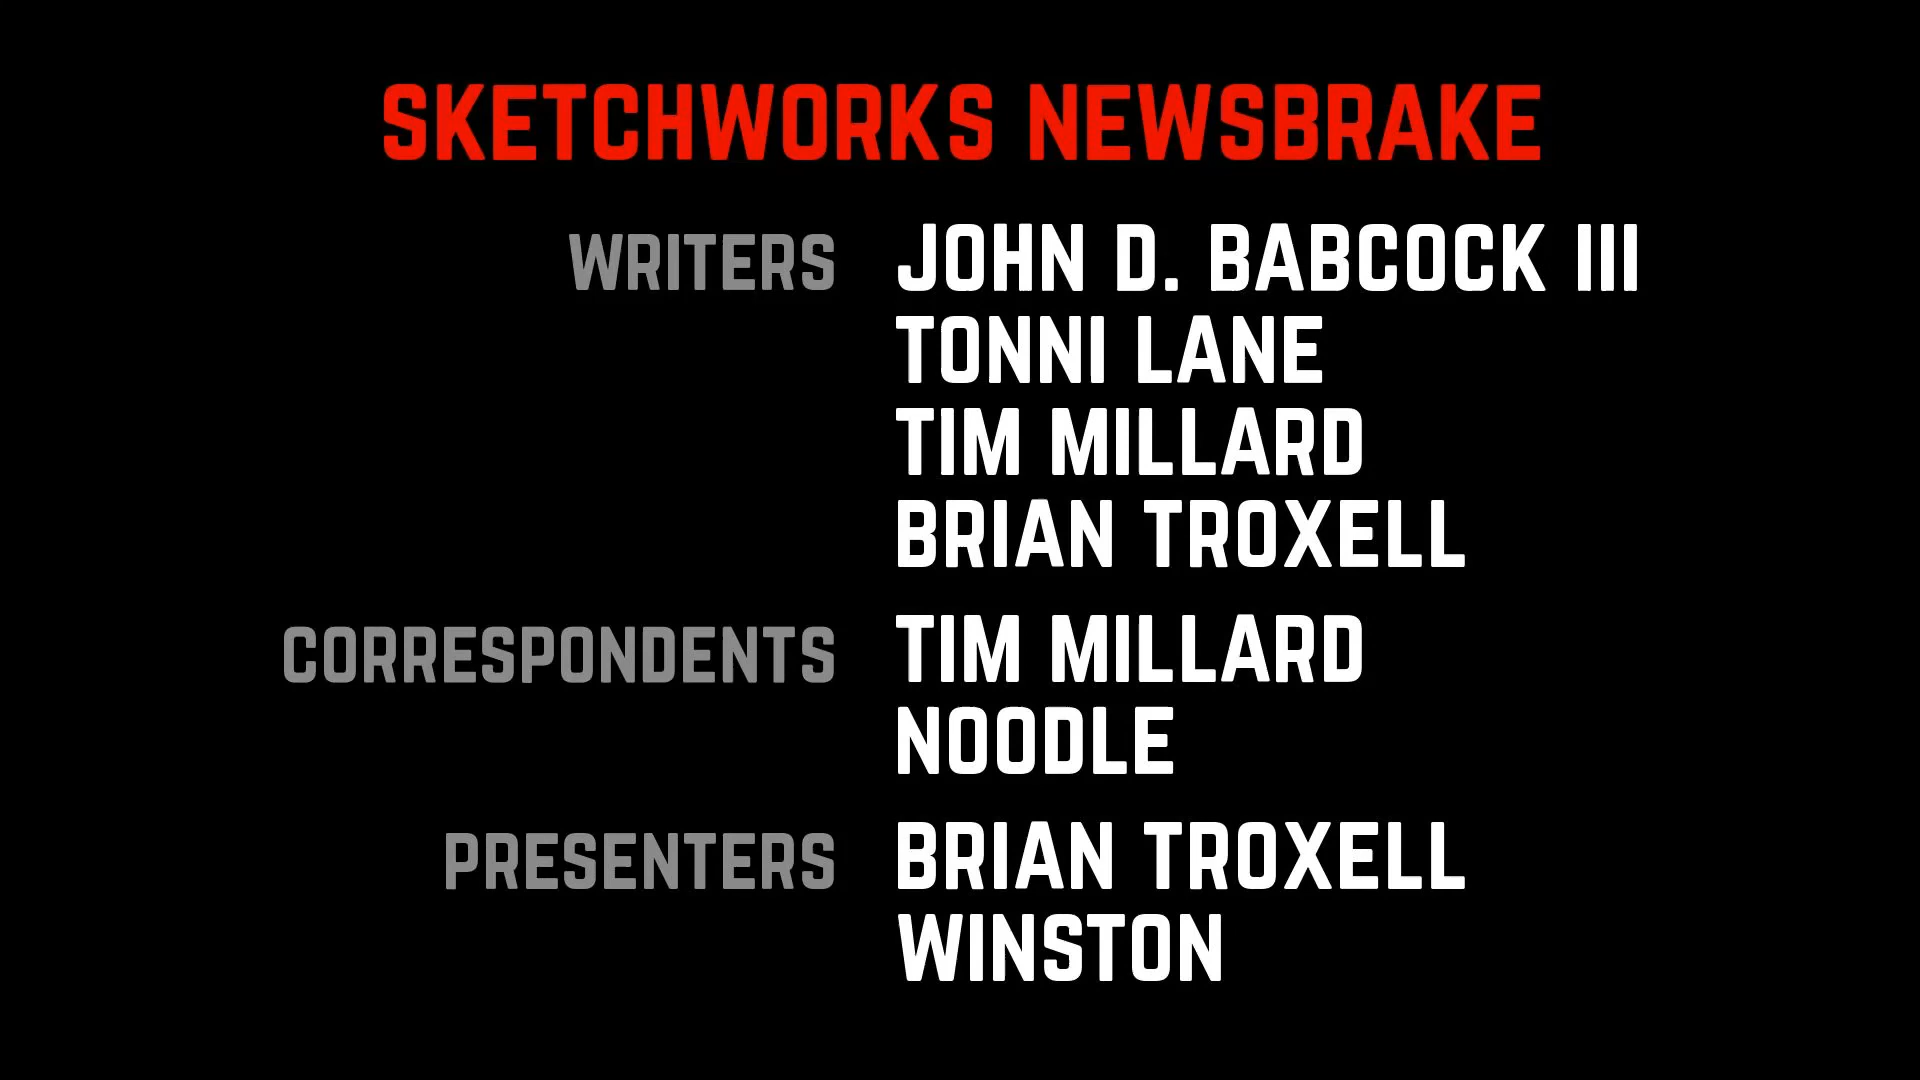 SKETCHWORKS NEWSBRAKE
WRITERS JOHN D. BABCOCK III
TONNI LANE
TIM MILLARD
BRIAN TROXELL
CORRESPONDENTS TIM MILLARD
NOODLE
PRESENTERS BRIAN TROXELL
WINSTON